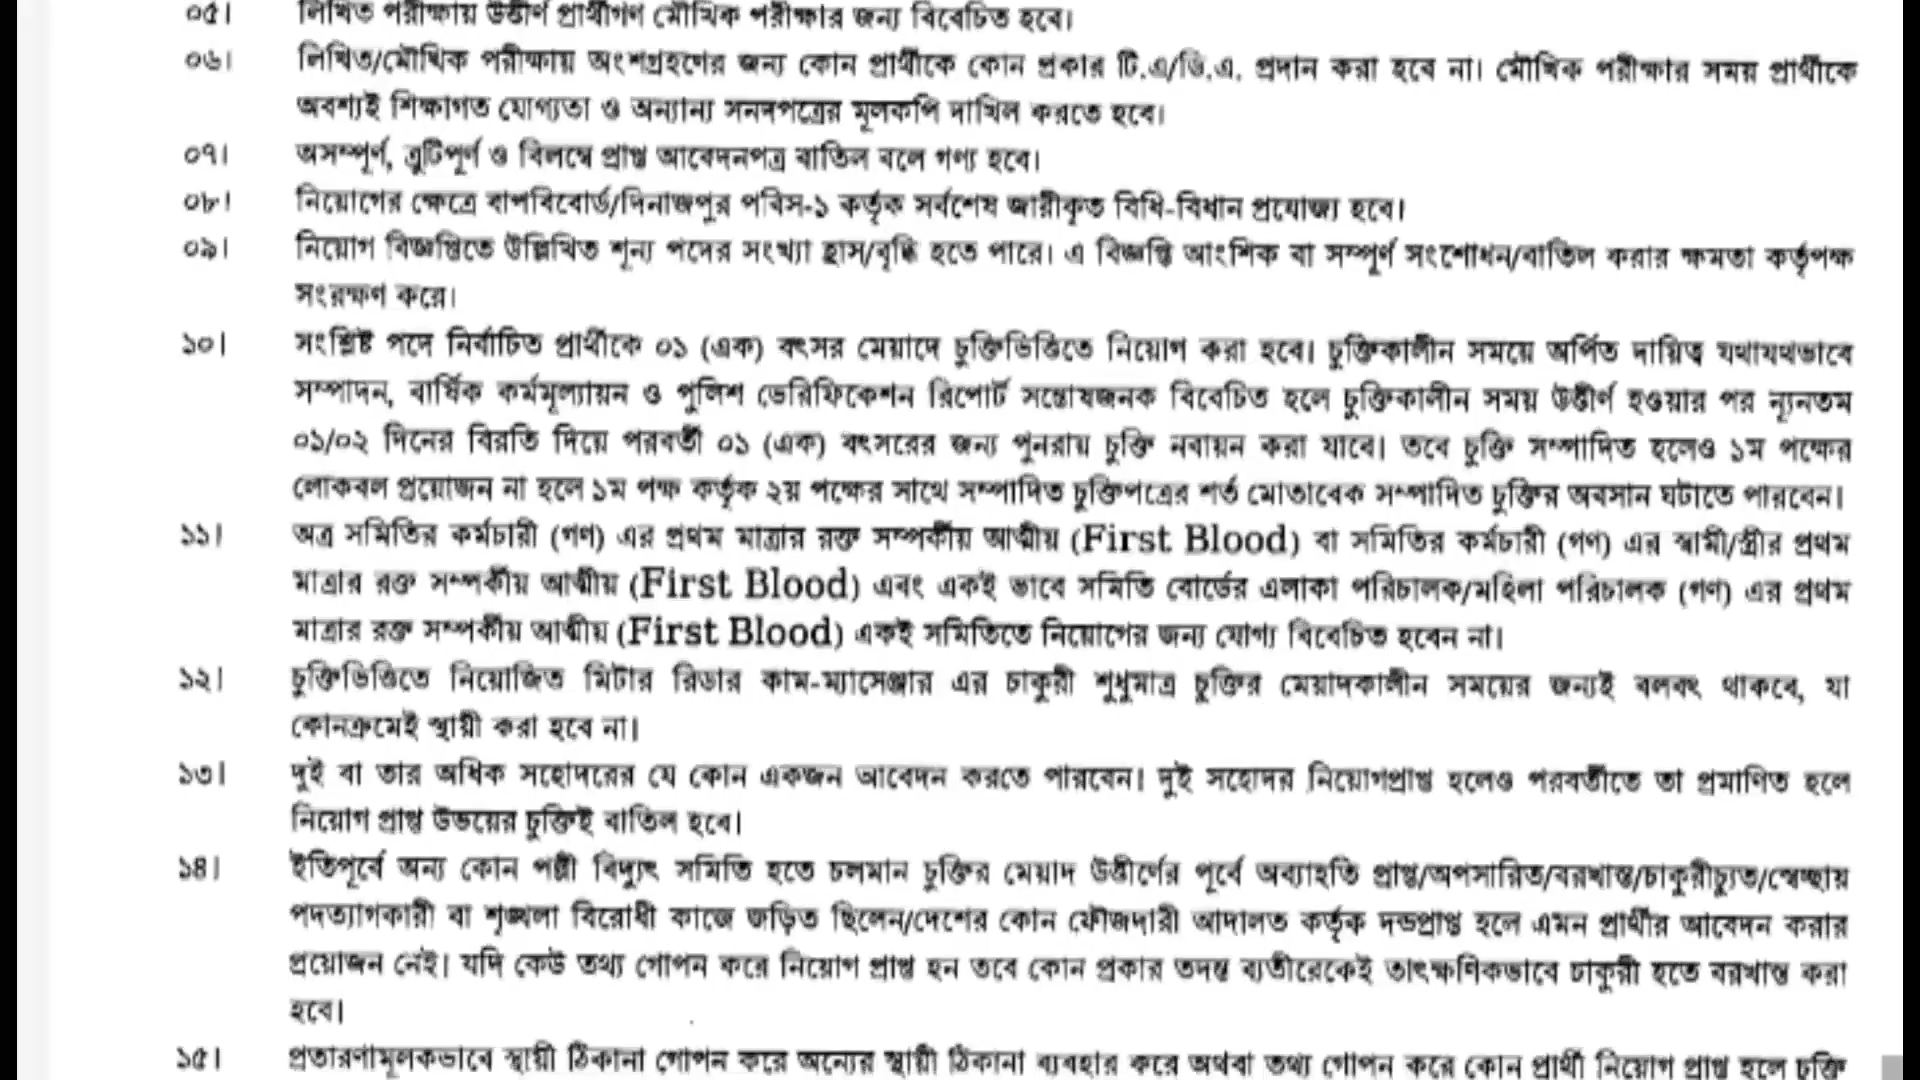 ০৫। লিখিত পরীক্ষায় উত্তীর্ণ প্রার্থীগণ মৌখিক পরীক্ষার জন্য বিবেচিত হবে।
০৬। লিখিত/মৌখিক পরীক্ষায় অংশগ্রহণের জন্য কোন প্রার্থীকে কোন প্রকার টি.এ/ডি.এ. প্রদান করা হবে না। মৌখিক পরীক্ষার সময় প্রার্থীকে
অবশ্যই শিক্ষাগত যোগ্যতা ও অন্যান্য সনদপত্রের মূলকপি দাখিল করতে হবে।
০৭। অসম্পূর্ণ, ত্রুটিপূর্ণ ও বিলম্বে প্রাপ্ত আবেদনপত্র বাতিল বলে গণ্য হবে।
০৮। নিয়োগের ক্ষেত্রে বাপবিবোর্ড/দিনাজপুর পবিস-১ কর্তৃক সর্বশেষ জারীকৃত বিধি-বিধান প্রযোজ্য হবে।
০৯। নিয়োগ বিজ্ঞপ্তিতে উল্লিখিত শূন্য পদের সংখ্যা হ্রাস/বৃদ্ধি হতে পারে। এ বিজ্ঞপ্তি আংশিক বা সম্পূর্ণ সংশোধন/বাতিল করার ক্ষমতা কর্তৃপক্ষ
সংরক্ষণ করে।
১০। সংশ্লিষ্ট পদে নির্বাচিত প্রার্থীকে ০১ (এক) বৎসর মেয়াদে চুক্তিভিত্তিতে নিয়োগ করা হবে। চুক্তিকালীন সময়ে অর্পিত দায়িত্ব যথাযথভাবে
সম্পাদন, বার্ষিক কর্মমূল্যায়ন ও পুলিশ ভেরিফিকেশন রিপোর্ট সন্তোষজনক বিবেচিত হলে চুক্তিকালীন সময় উত্তীর্ণ হওয়ার পর ন্যূনতম
০১/০২ দিনের বিরতি দিয়ে পরবর্তী ০১ (এক) বৎসরের জন্য পুনরায় চুক্তি নবায়ন করা যাবে। তবে চুক্তি সম্পাদিত হলেও ১ম পক্ষের
লোকবল প্রয়োজন না হলে ১ম পক্ষ কর্তৃক ২য় পক্ষের সাথে সম্পাদিত চুক্তিপত্রের শর্ত মোতাবেক সম্পাদিত চুক্তির অবসান ঘটাতে পারবেন।
১১। অত্র সমিতির কর্মচারী (গণ) এর প্রথম মাত্রার রক্ত সম্পর্কীয় আত্মীয় (First Blood) বা সমিতির কর্মচারী (গণ) এর স্বামী/স্ত্রীর প্রথম
মাত্রার রক্ত সম্পর্কীয় আত্মীয় (First Blood) এবং একই ভাবে সমিতি বোর্ডের এলাকা পরিচালক/মহিলা পরিচালক (গণ) এর প্রথম
মাত্রার রক্ত সম্পর্কীয় আত্মীয় (First Blood) একই সমিতিতে নিয়োগের জন্য যোগ্য বিবেচিত হবেন না।
১২। চুক্তিভিত্তিতে নিয়োজিত মিটার রিডার কাম-ম্যাসেঞ্জার এর চাকুরী শুধুমাত্র চুক্তির মেয়াদকালীন সময়ের জন্যই বলবৎ থাকবে, যা
কোনক্রমেই স্থায়ী করা হবে না।
১৩। দুই বা তার অধিক সহোদরের যে কোন একজন আবেদন করতে পারবেন। দুই সহোদর নিয়োগপ্রাপ্ত হলেও পরবর্তীতে তা প্রমাণিত হলে
নিয়োগ প্রাপ্ত উভয়ের চুক্তিই বাতিল হবে।
১৪। ইতিপূর্বে অন্য কোন পল্লী বিদ্যুৎ সমিতি হতে চলমান চুক্তির মেয়াদ উত্তীর্ণের পূর্বে অব্যাহতি প্রাপ্ত/অপসারিত/বরখাস্ত/চাকুরীচ্যুত/স্বেচ্ছায়
পদত্যাগকারী বা শৃঙ্খলা বিরোধী কাজে জড়িত ছিলেন/দেশের কোন ফৌজদারী আদালত কর্তৃক দন্ডপ্রাপ্ত হলে এমন প্রার্থীর আবেদন করার
প্রয়োজন নেই। যদি কেউ তথ্য গোপন করে নিয়োগ প্রাপ্ত হন তবে কোন প্রকার তদন্ত ব্যতীরেকেই তাৎক্ষণিকভাবে চাকুরী হতে বরখাস্ত করা
হবে।
১৫। প্রতারণামূলকভাবে স্থায়ী ঠিকানা গোপন করে অন্যের স্থায়ী ঠিকানা ব্যবহার করে অথবা তথ্য গোপন করে কোন প্রার্থী নিয়োগ প্রাপ্ত হলে চুক্তি